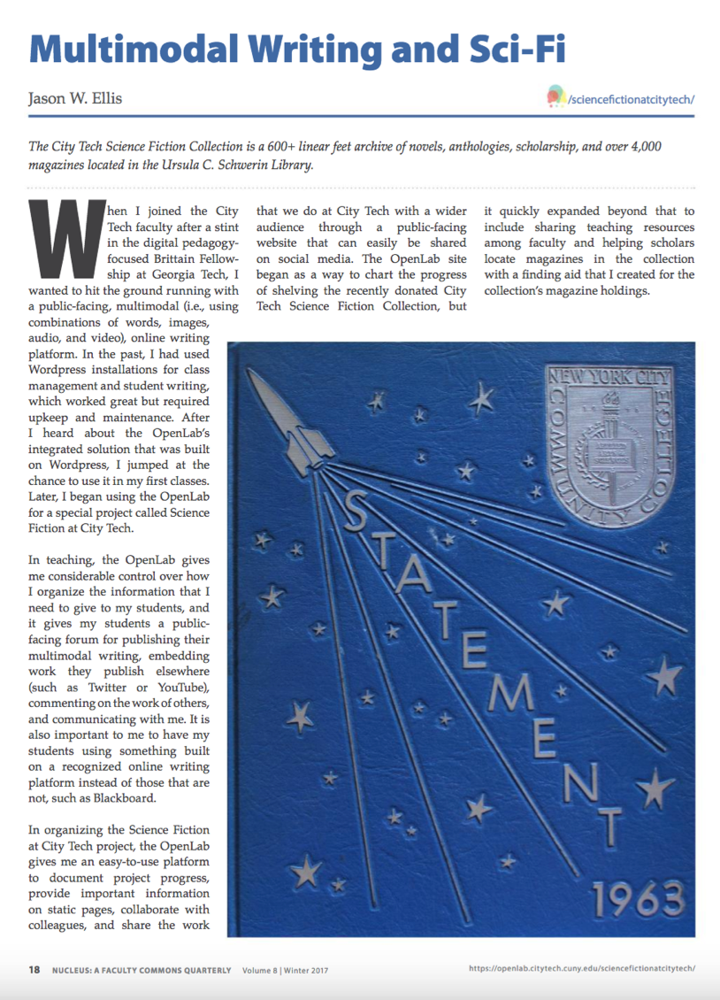 Multimodal Writing and Sci-Fi
Jason W. Ellis
/sciencefictionatcitytech/
The City Tech Science Fiction Collection is a 600+ linear feet archive of novels, anthologies, scholarship, and over 4,000
magazines located in the Ursula C. Schwerin Library.
When I joined the City
Tech faculty after a stint
in the digital pedagogy-
focused Brittain Fellow-
ship at Georgia Tech, I
wanted to hit the ground running with
a public-facing, multimodal (i.e., using
combinations of words, images,
audio, and video), online writing
platform. In the past, I had used
Wordpress installations for class
management and student writing,
which worked great but required
upkeep and maintenance. After
I heard about the OpenLab's
integrated solution that was built
on Wordpress, I jumped at the
chance to use it in my first classes.
Later, I began using the OpenLab
for a special project called Science
Fiction at City Tech.
In teaching, the OpenLab gives
me considerable control over how
I organize the information that I
need to give to my students, and
it gives my students a public-
facing forum for publishing their
multimodal writing, embedding
work they publish elsewhere
(such as Twitter or YouTube),
commenting on the work of others,
and communicating with me. It is
also important to me to have my
students using something built
on a recognized online writing
platform instead of those that are
not, such as Blackboard.
In organizing the Science Fiction
at City Tech project, the OpenLab
gives me an easy-to-use platform
to document project progress,
provide important information
on static pages, collaborate with
colleagues, and share the work
that we do at City Tech with a wider
audience through a public-facing
website that can easily be shared
on social media. The OpenLab site
began as a way to chart the progress
of shelving the recently donated City
Tech Science Fiction Collection, but
it quickly expanded beyond that to
include sharing teaching resources
among faculty and helping scholars
locate magazines in the collection
with a finding aid that I created for the
collection's magazine holdings.
NEW YORK CITY
COMMUNITY COLLEGE
STATEMENT
1963
18 NUCLEUS: A FACULTY COMMONS QUARTERLY Volume 8 | Winter 2017
https://openlab.citytech.cuny.edu/sciencefictionatcitytech/